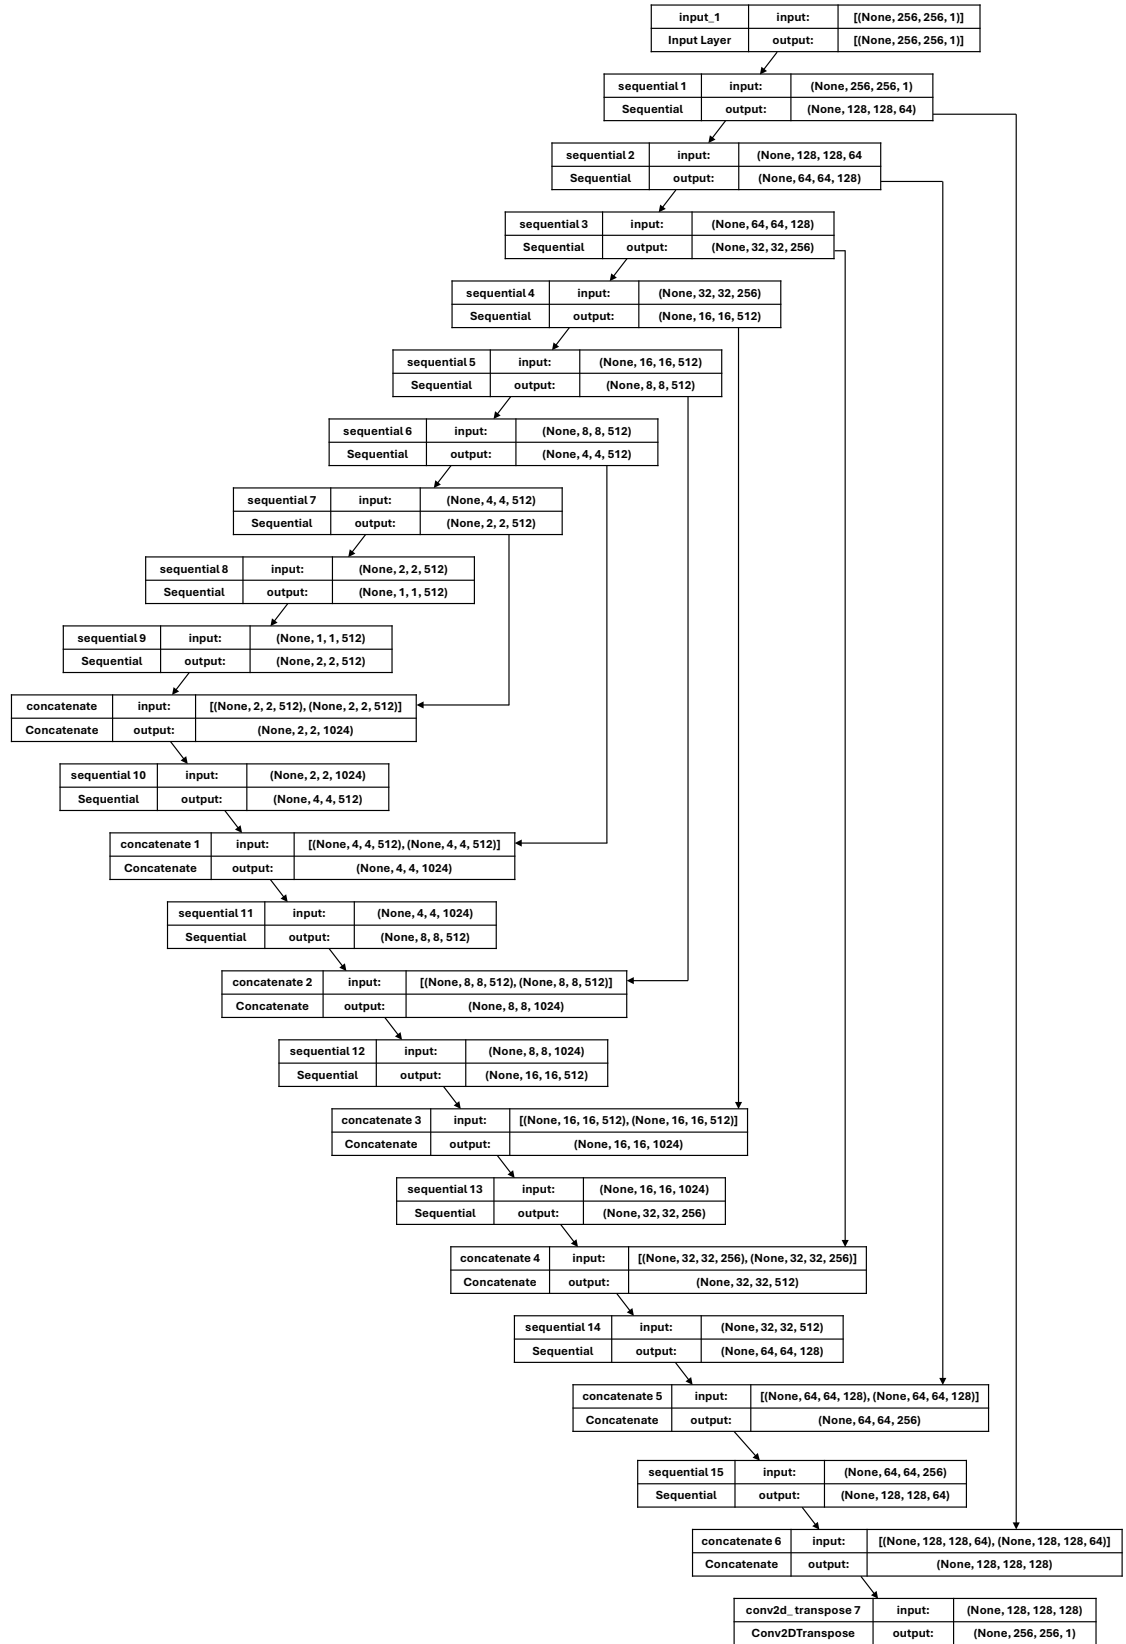 input_1 input: [(None, 256, 256, 1)]
Input Layer output: [(None, 256, 256, 1)]
sequential 1 input: (None, 256, 256, 1)
Sequential output: (None, 128, 128, 64)
sequential 2 input: (None, 128, 128, 64
Sequential output: (None, 64, 64, 128)
sequential 3 input: (None, 64, 64, 128)
Sequential output: (None, 32, 32, 256)
sequential 4 input: (None, 32, 32, 256)
Sequential output: (None, 16, 16, 512)
sequential 5 input: (None, 16, 16, 512)
Sequential output: (None, 8, 8, 512)
sequential 6 input: (None, 8, 8, 512)
Sequential output: (None, 4, 4, 512)
sequential 7 input: (None, 4, 4, 512)
Sequential output: (None, 2, 2, 512)
sequential 8 input: (None, 2, 2, 512)
Sequential output: (None, 1, 1, 512)
sequential 9 input: (None, 1, 1, 512)
Sequential output: (None, 2, 2, 512)
concatenate input: [(None, 2, 2, 512), (None, 2, 2, 512)]
Concatenate output: (None, 2, 2, 1024)
sequential 10 input: (None, 2, 2, 1024)
Sequential output: (None, 4, 4, 512)
concatenate 1 input: [(None, 4, 4, 512), (None, 4, 4, 512)]
Concatenate output: (None, 4, 4, 1024)
sequential 11 input: (None, 4, 4, 1024)
Sequential output: (None, 8, 8, 512)
concatenate 2 input: [(None, 8, 8, 512), (None, 8, 8, 512)]
Concatenate output: (None, 8, 8, 1024)
sequential 12 input: (None, 8, 8, 1024)
Sequential output: (None, 16, 16, 512)
concatenate 3 input: [(None, 16, 16, 512), (None, 16, 16, 512)]
Concatenate output: (None, 16, 16, 1024)
sequential 13 input: (None, 16, 16, 1024)
Sequential output: (None, 32, 32, 256)
concatenate 4 input: [(None, 32, 32, 256), (None, 32, 32, 256)]
Concatenate output: (None, 32, 32, 512)
sequential 14 input: (None, 32, 32, 512)
Sequential output: (None, 64, 64, 128)
concatenate 5 input: [(None, 64, 64, 128), (None, 64, 64, 128)]
Concatenate output: (None, 64, 64, 256)
sequential 15 input: (None, 64, 64, 256)
Sequential output: (None, 128, 128, 64)
concatenate 6 input: [(None, 128, 128, 64), (None, 128, 128, 64)]
Concatenate output: (None, 128, 128, 128)
conv2d_transpose 7 input: (None, 128, 128, 128)
Conv2DTranspose output: (None, 256, 256, 1)